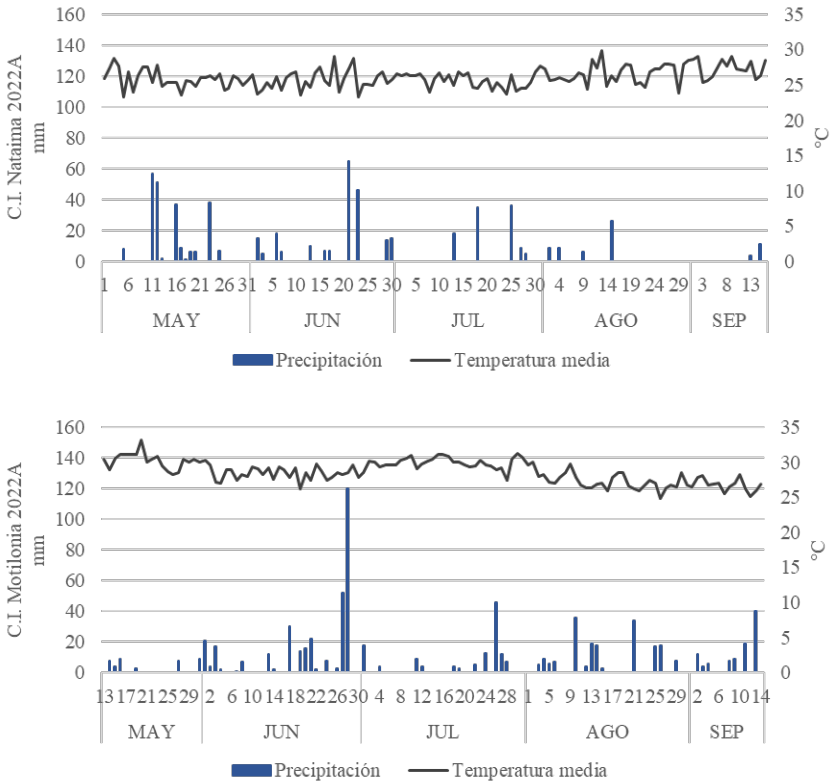 C.I. Nataima 2022A
mm
160
140
120
100
80
60
40
20
0
35
30
25
20
15
10
5
0
°C
1 6 11 16 21 26 31 5 10 15 20 25 30 5 10 15 20 25 30 4 9 14 19 24 29 3 8 13
MAY JUN JUL AGO SEP
Precipitación Temperatura media
C.I. Motilonia 2022A
mm
160
140
120
100
80
60
40
20
0
35
30
25
20
15
10
5
0
°C
13 17 21 25 29 2 6 10 14 18 22 26 30 4 8 12 16 20 24 28 1 5 9 13 17 21 25 29 2 6 10 14
MAY JUN JUL AGO SEP
Precipitación Temperatura media